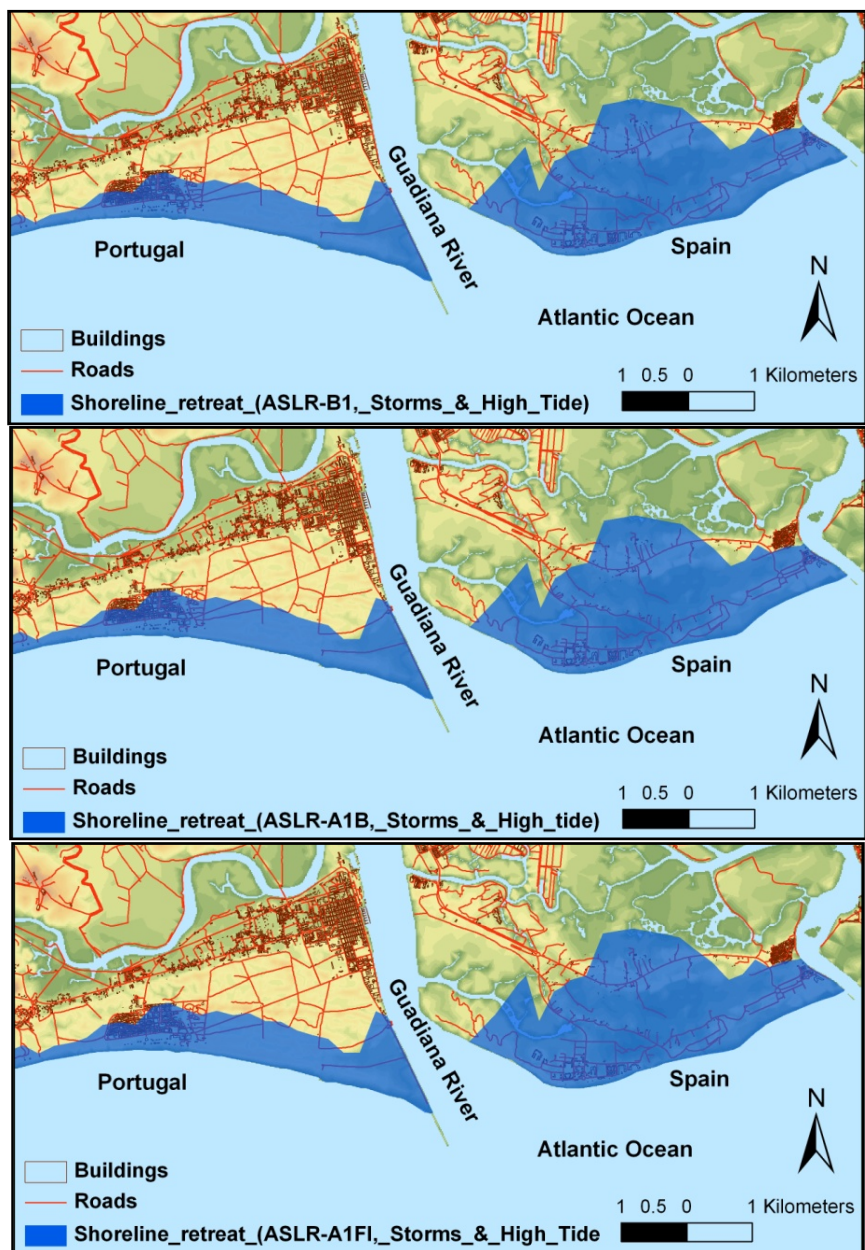 Guadiana River
Portugal
Spain
N
Atlantic Ocean
Buildings
Roads
1 0.5 0 1 Kilometers
Shoreline_retreat_(ASLR-B1,_Storms_&_High_Tide)
Guadiana River
Portugal
Spain
N
Atlantic Ocean
Buildings
Roads
1 0.5 0 1 Kilometers
Shoreline_retreat_(ASLR-A1B,_Storms_&_High_tide)
Guadiana River
Portugal
Spain
N
Atlantic Ocean
Buildings
Roads
1 0.5 0 1 Kilometers
Shoreline_retreat_(ASLR-A1FI,_Storms_&_High_Tide